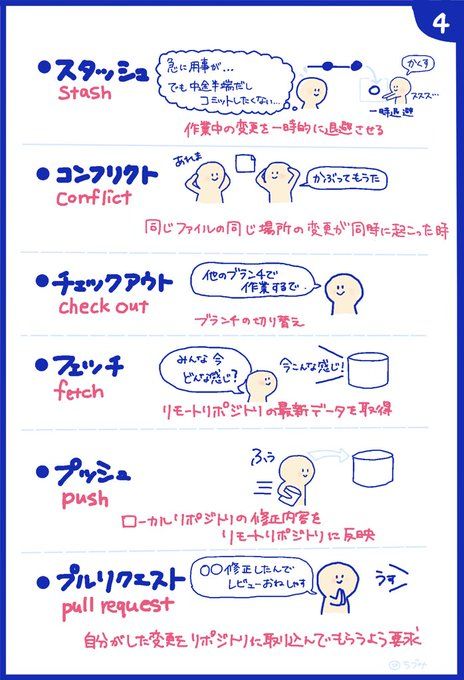 4
●スタッシュ
stash
急に用事が…
でも中途半端だし
コミットしたくない…
かくす
ススス…
一時退避
作業中の変更を一時的に退避させる
●コンフリクト
conflict
あれま
かぶってもうた
同じファイルの同じ場所の変更が同時に起こった時
●チェックアウト
check out
他のブランチで
作業するで
ブランチの切り替え
●フェッチ
fetch
みんな今
どんな感じ?
今こんな感じ!
リモートリポジトリの最新データを取得
●プッシュ
push
ふぅ
ローカルリポジトリの修正内容を
リモートリポジトリに反映
●プルリクエスト
pull request
○○修正したんで
レビューおねしゃす
うす
自分がした変更をリポジトリに取り込んでもらうよう要求